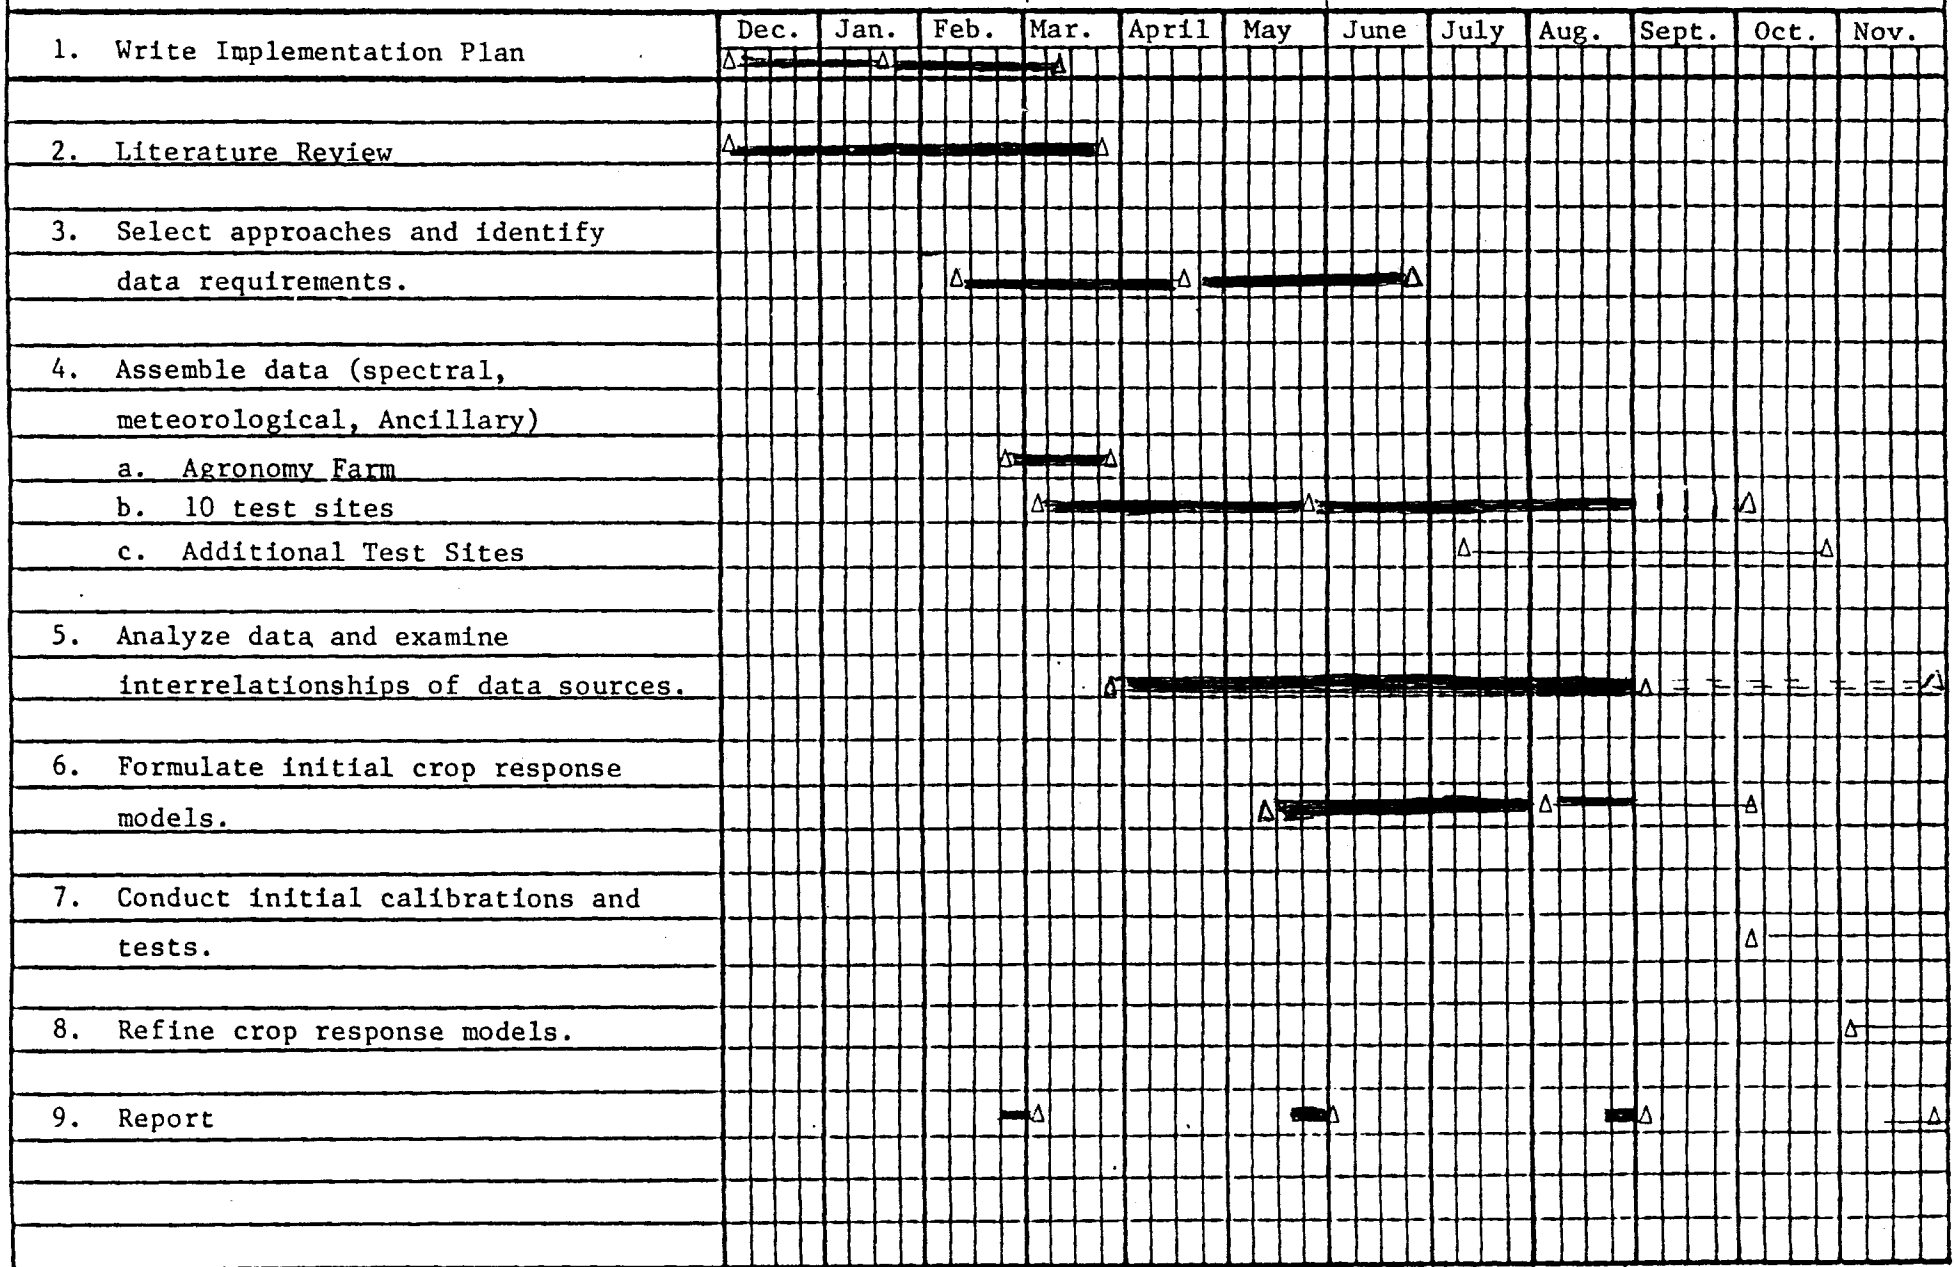 Dec. Jan. Feb. Mar. April May June July Aug. Sept. Oct. Nov.
1. Write Implementation Plan
2. Literature Review
3. Select approaches and identify
data requirements.
4. Assemble data (spectral,
meteorological, Ancillary)
a. Agronomy Farm
b. 10 test sites
c. Additional Test Sites
5. Analyze data and examine
interrelationships of data sources.
6. Formulate initial crop response
models.
7. Conduct initial calibrations and
tests.
8. Refine crop response models.
9. Report